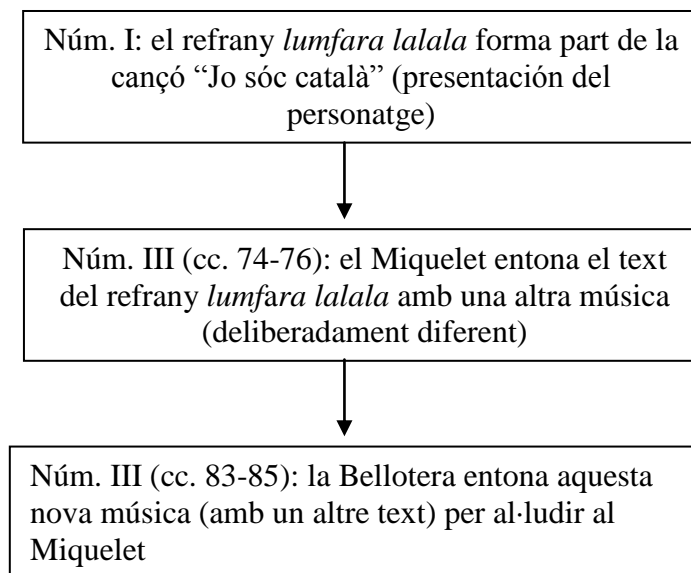 Núm. I: el refrany lumfara lalala forma part de la
cançó “Jo sóc català” (presentación del
personatge)
Núm. III (cc. 74-76): el Miquelet entona el text
del refrany lumfara lalala amb una altra música
(deliberadament diferent)
Núm. III (cc. 83-85): la Bellotera entona aquesta
nova música (amb un altre text) per al·ludir al
Miquelet